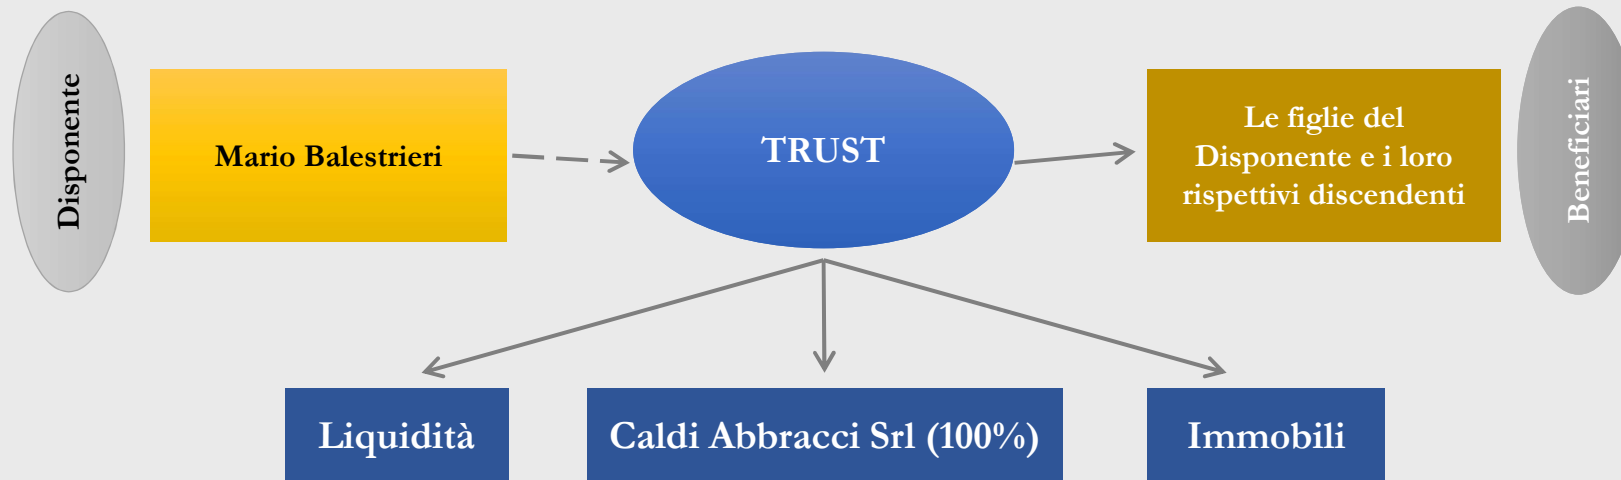 Disponente
Mario Balestrieri
TRUST
Le figlie del
Disponente e i loro
rispettivi discendenti
Beneficiari
Liquidità
Caldi Abbracci Srl (100%)
Immobili